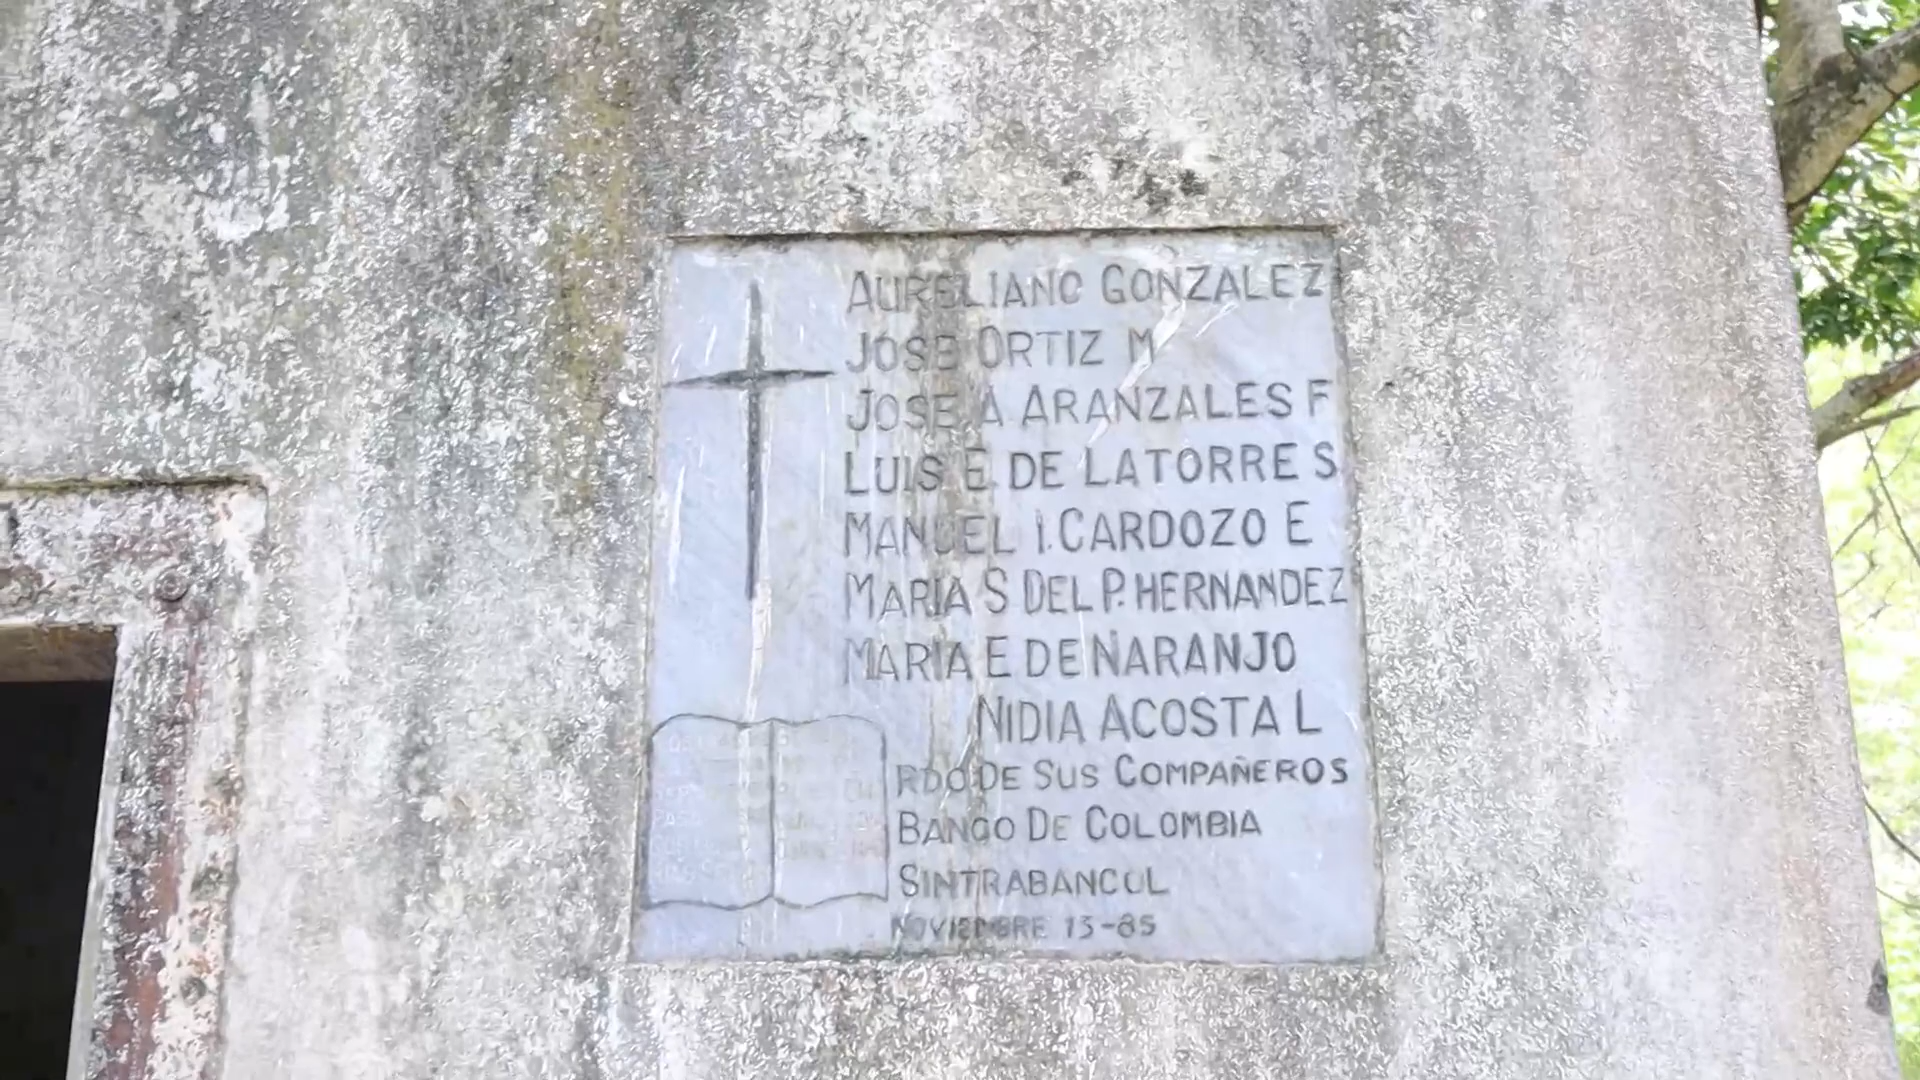 AURELIANO GONZALEZ
JOSE ORTIZ M
JOSE A. ARANZALES F
LUIS E. DE LATORRE S
MANUEL I. CARDOZO E
MARIA S DEL P. HERNANDEZ
MARIA E DE NARANJO
NIDIA ACOSTA L
RDO DE SUS COMPAÑEROS
BANCO DE COLOMBIA
SINTRABANCOL
NOVIEMBRE 13-85